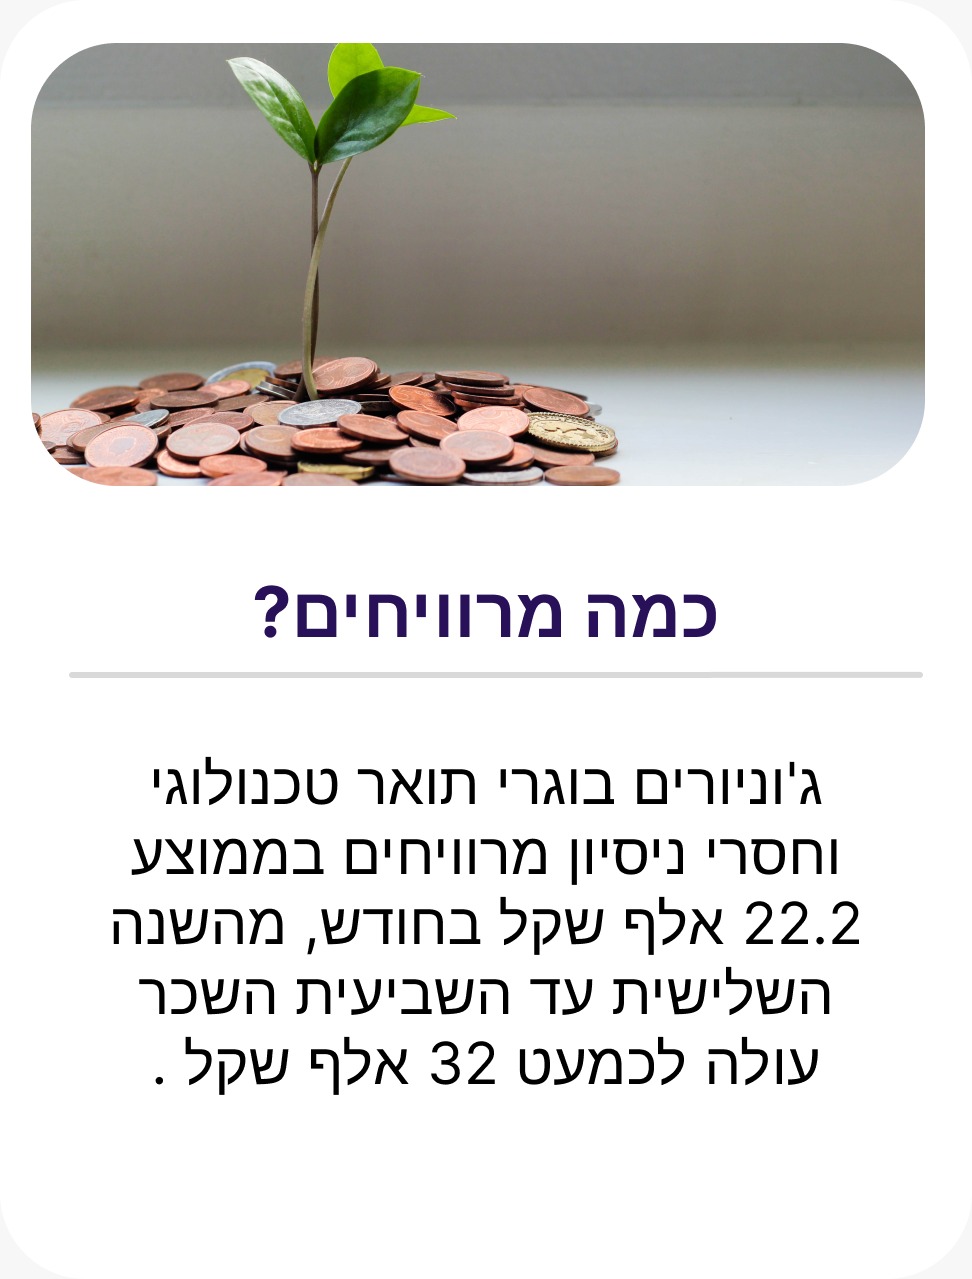 כמה מרוויחים?
ג'וניורים בוגרי תואר טכנולוגי
וחסרי ניסיון מרוויחים בממוצע
22.2 אלף שקל בחודש, מהשנה
השלישית עד השביעית השכר
עולה לכמעט 32 אלף שקל .